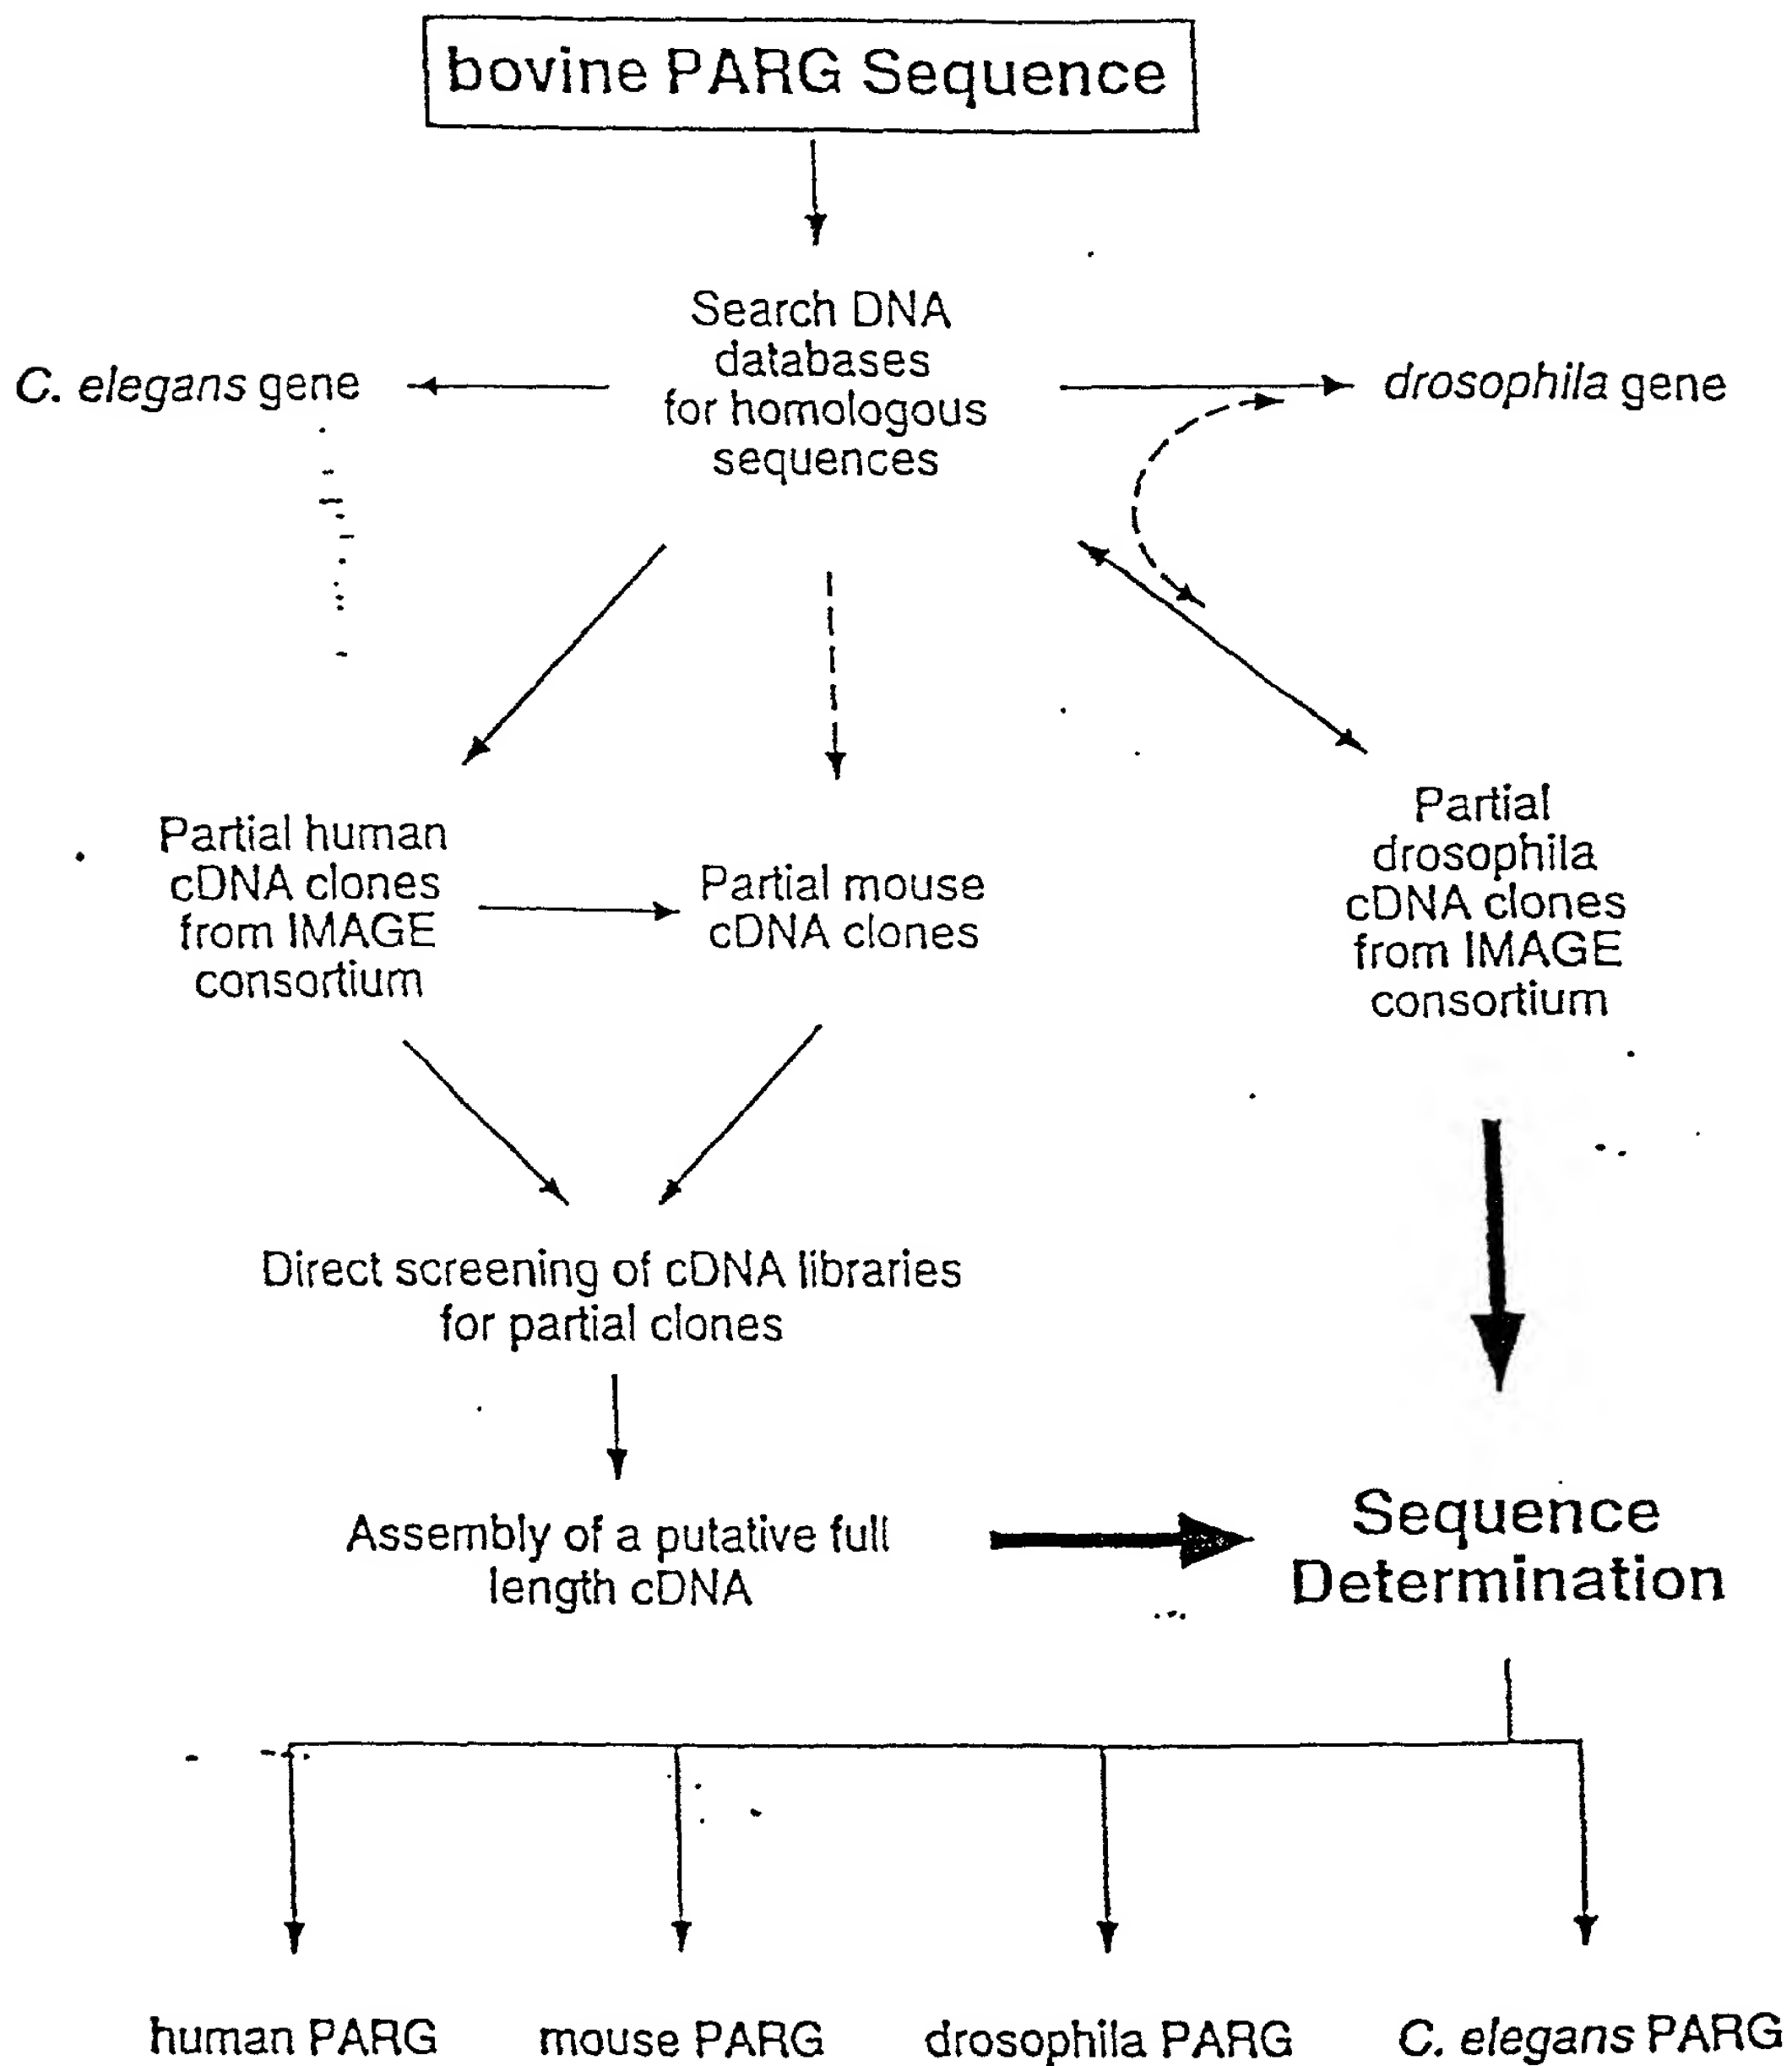 bovine PARG Sequence
Search DNA
databases
for homologous
sequences
C. elegans gene
drosophila gene
Partial human
cDNA clones
from IMAGE
consortium
Partial mouse
cDNA clones
Partial
drosophila
cDNA clones
from IMAGE
consortium
Direct screening of cDNA libraries
for partial clones
Assembly of a putative full
length cDNA
Sequence
Determination
human PARG
mouse PARG
drosophila PARG
C. elegans PARG